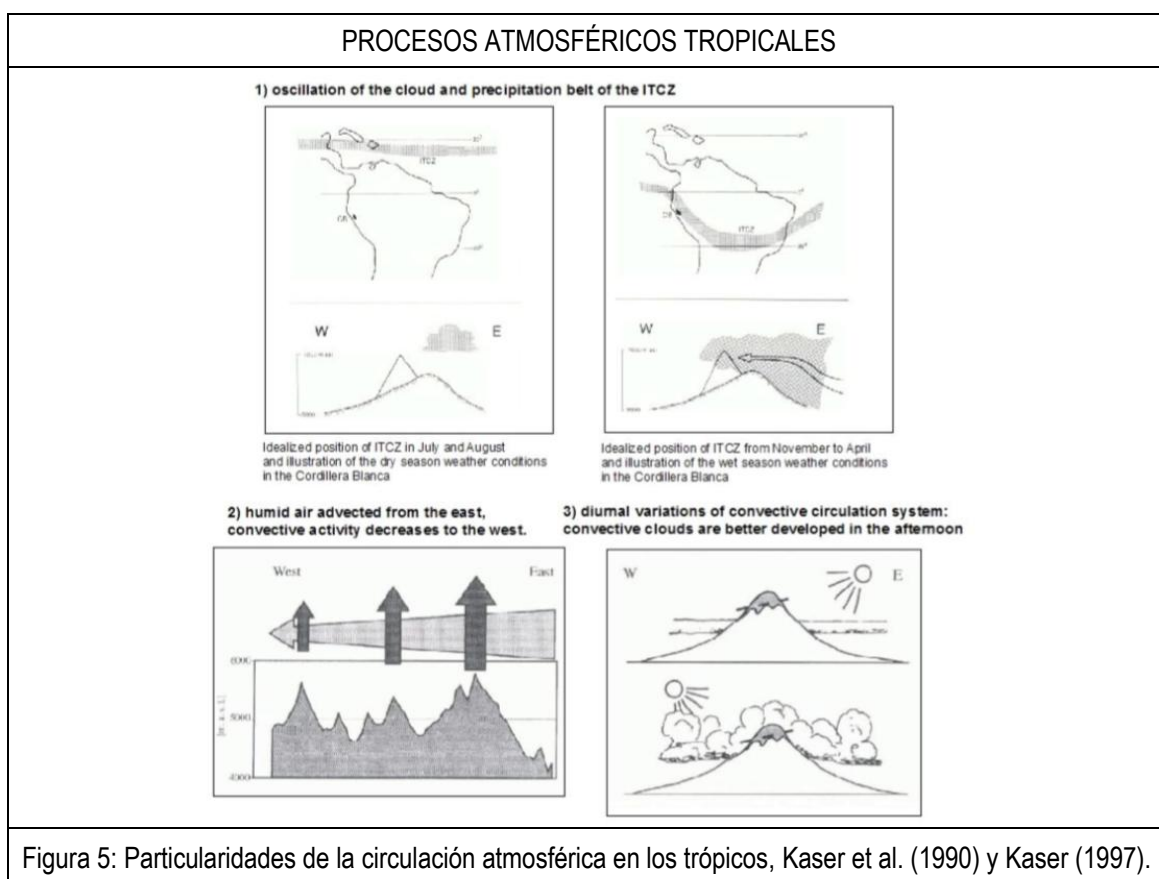 PROCESOS ATMOSFÉRICOS TROPICALES
1) oscillation of the cloud and precipitation belt of the ITCZ
ITCZ
CB
W
E
Idealized position of ITCZ in July and August
and illustration of the dry season weather conditions
in the Cordillera Blanca
ITCZ
CB
W
E
Idealized position of ITCZ from November to April
and illustration of the wet season weather conditions
in the Cordillera Blanca
2) humid air advected from the east,
convective activity decreases to the west.
West
East
6000
5000
4000
3) diurnal variations of convective circulation system:
convective clouds are better developed in the afternoon
W
E
Figura 5: Particularidades de la circulación atmosférica en los trópicos, Kaser et al. (1990) y Kaser (1997).